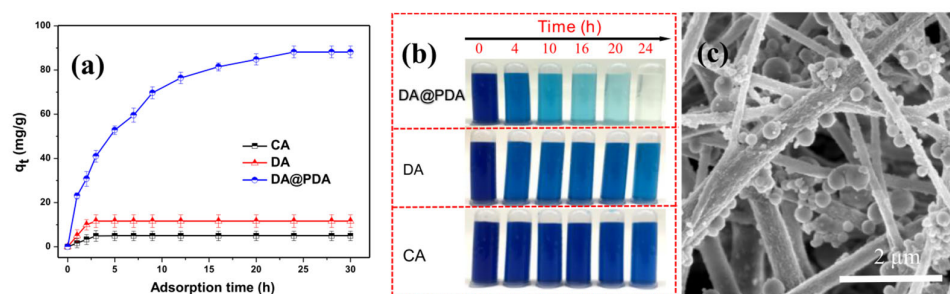 (a)
100
80
60
40
20
0
qt (mg/g)
CA
DA
DA@PDA
0 5 10 15 20 25 30
Adsorption time (h)
(b)
Time (h)
0 4 10 16 20 24
DA@PDA
DA
CA
(c)
2 μm